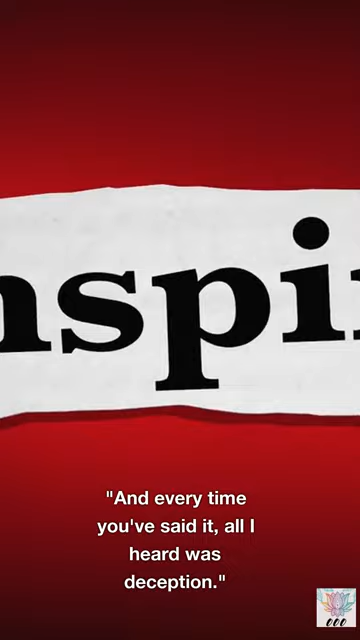 nspi
"And every time
you've said it, all I
heard was
deception."